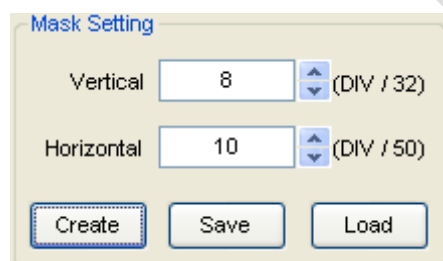 Mask Setting
Vertical 8 (DIV / 32)
Horizontal 10 (DIV / 50)
Create Save Load